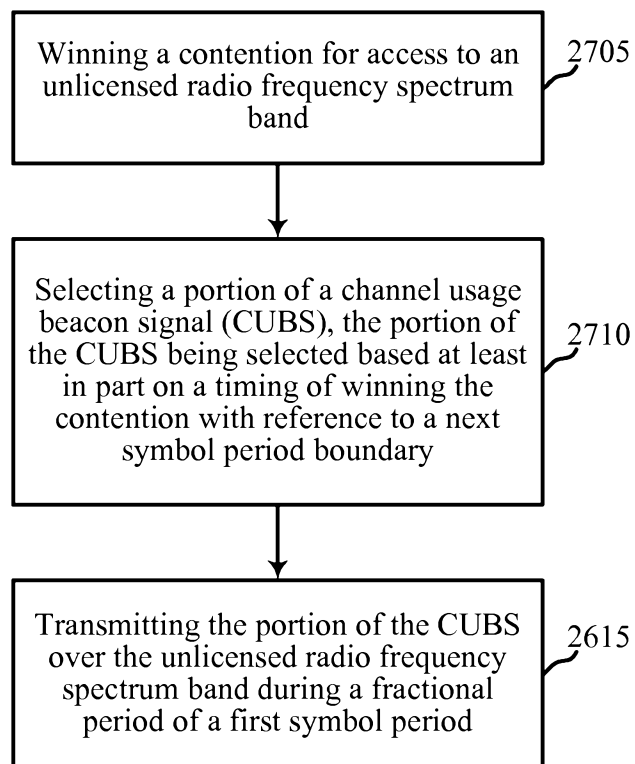 Winning a contention for access to an
unlicensed radio frequency spectrum
band
2705
Selecting a portion of a channel usage
beacon signal (CUBS), the portion of
the CUBS being selected based at least
in part on a timing of winning the
contention with reference to a next
symbol period boundary
2710
Transmitting the portion of the CUBS
over the unlicensed radio frequency
spectrum band during a fractional
period of a first symbol period
2615